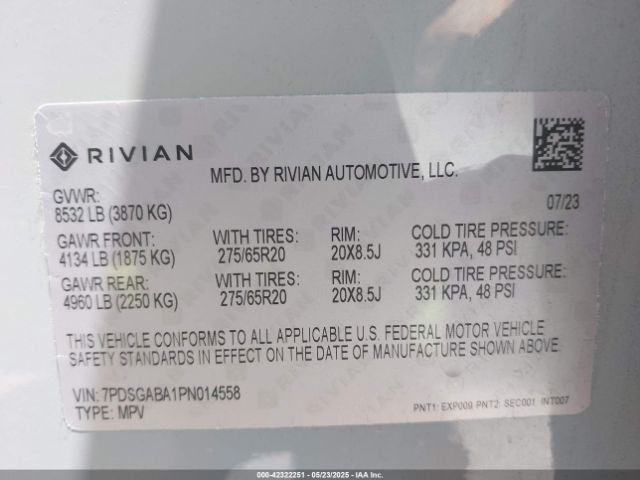 RIVIAN
MFD. BY RIVIAN AUTOMOTIVE, LLC.
GVWR:
8532 LB (3870 KG)
07/23
GAWR FRONT: WITH TIRES: RIM: COLD TIRE PRESSURE:
4134 LB (1875 KG) 275/65R20 20X8.5J 331 KPA, 48 PSI
GAWR REAR: WITH TIRES: RIM: COLD TIRE PRESSURE:
4960 LB (2250 KG) 275/65R20 20X8.5J 331 KPA, 48 PSI
THIS VEHICLE CONFORMS TO ALL APPLICABLE U.S. FEDERAL MOTOR VEHICLE
SAFETY STANDARDS IN EFFECT ON THE DATE OF MANUFACTURE SHOWN ABOVE.
VIN: 7PDSGABA1PN014558
TYPE: MPV
PNT1: EXP009 PNT2: SEC001 INT007
000-42322251 - 05/23/2025 - IAAI.com